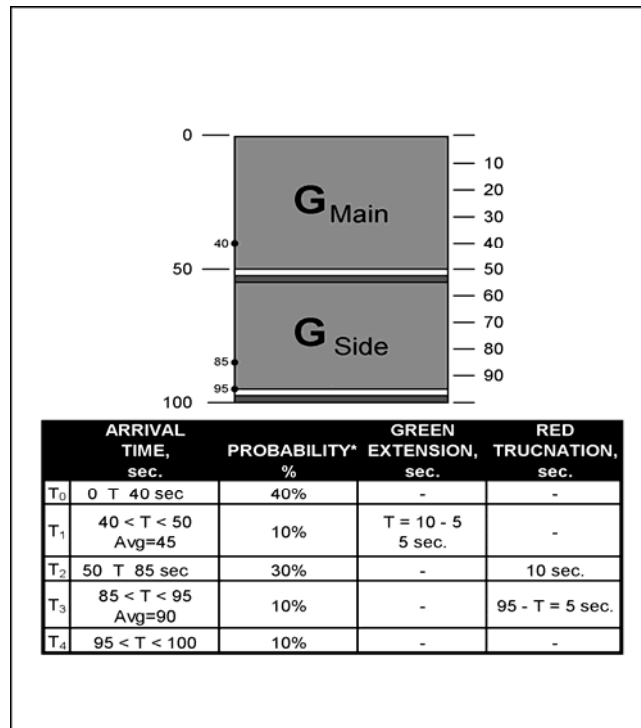 0
10
20
G Main
30
40
40
50
50
60
70
G Side
80
85
90
95
100
ARRIVAL TIME, sec. PROBABILITY* % GREEN EXTENSION, sec. RED TRUCNATION, sec.
T0 0 T 40 sec 40% - -
T1 40 < T < 50 Avg=45 10% T = 10 - 5 5 sec. -
T2 50 T 85 sec 30% - 10 sec.
T3 85 < T < 95 Avg=90 10% - 95 - T = 5 sec.
T4 95 < T < 100 10% - -